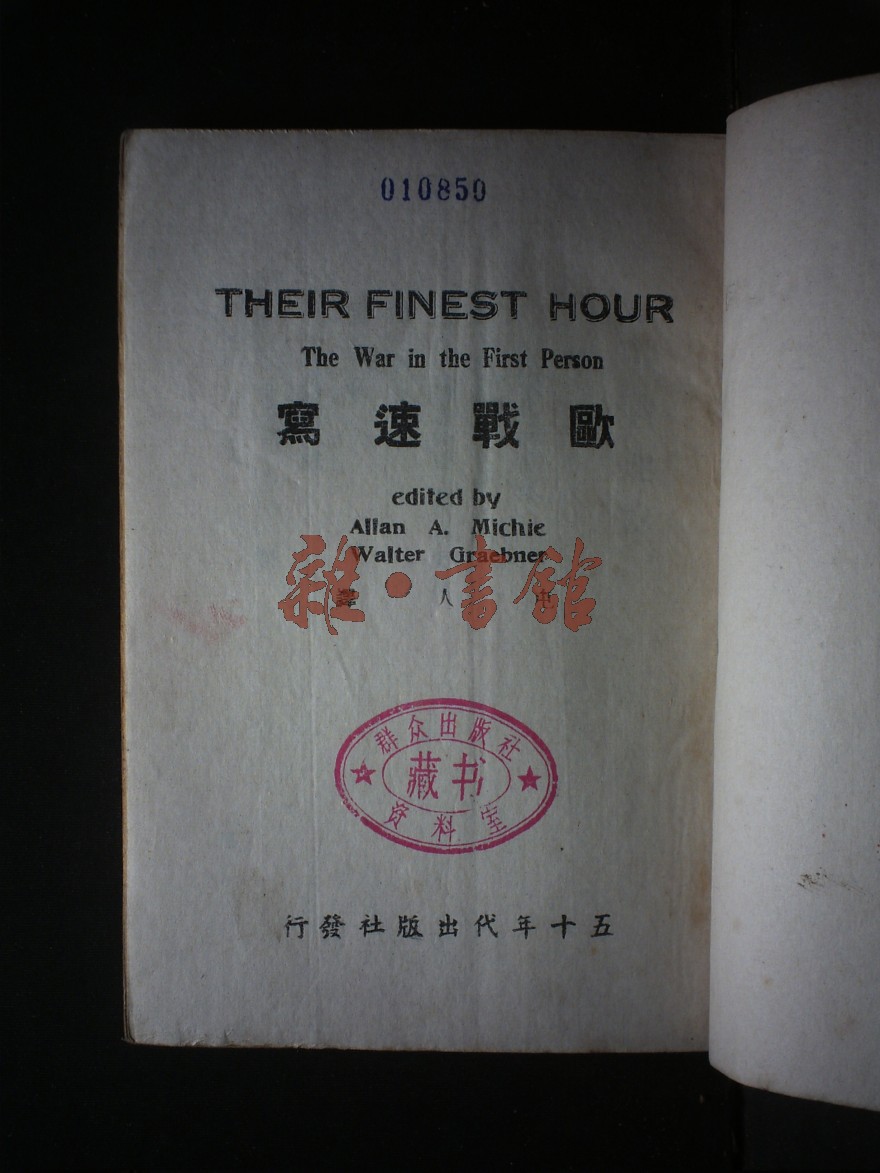 010850
THEIR FINEST HOUR
The War in the First Person
歐戰速寫
edited by
Allan A. Michie
Walter Graebner
雜·書館
人譯
群众出版社
藏书
资料室
五十年代出版社發行